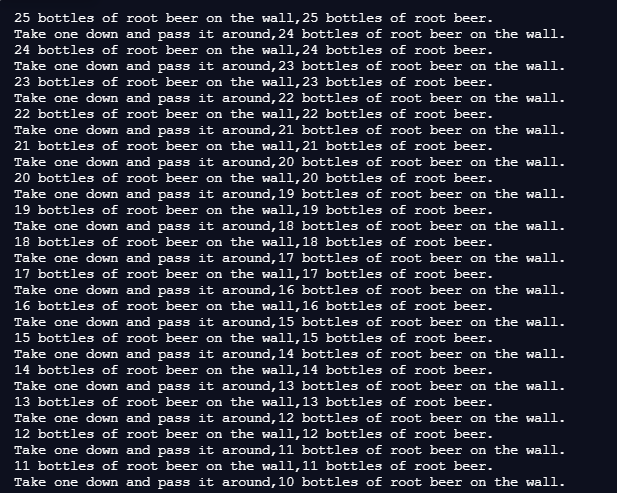 25 bottles of root beer on the wall,25 bottles of root beer.
Take one down and pass it around,24 bottles of root beer on the wall.
24 bottles of root beer on the wall,24 bottles of root beer.
Take one down and pass it around,23 bottles of root beer on the wall.
23 bottles of root beer on the wall,23 bottles of root beer.
Take one down and pass it around,22 bottles of root beer on the wall.
22 bottles of root beer on the wall,22 bottles of root beer.
Take one down and pass it around,21 bottles of root beer on the wall.
21 bottles of root beer on the wall,21 bottles of root beer.
Take one down and pass it around,20 bottles of root beer on the wall.
20 bottles of root beer on the wall,20 bottles of root beer.
Take one down and pass it around,19 bottles of root beer on the wall.
19 bottles of root beer on the wall,19 bottles of root beer.
Take one down and pass it around,18 bottles of root beer on the wall.
18 bottles of root beer on the wall,18 bottles of root beer.
Take one down and pass it around,17 bottles of root beer on the wall.
17 bottles of root beer on the wall,17 bottles of root beer.
Take one down and pass it around,16 bottles of root beer on the wall.
16 bottles of root beer on the wall,16 bottles of root beer.
Take one down and pass it around,15 bottles of root beer on the wall.
15 bottles of root beer on the wall,15 bottles of root beer.
Take one down and pass it around,14 bottles of root beer on the wall.
14 bottles of root beer on the wall,14 bottles of root beer.
Take one down and pass it around,13 bottles of root beer on the wall.
13 bottles of root beer on the wall,13 bottles of root beer.
Take one down and pass it around,12 bottles of root beer on the wall.
12 bottles of root beer on the wall,12 bottles of root beer.
Take one down and pass it around,11 bottles of root beer on the wall.
11 bottles of root beer on the wall,11 bottles of root beer.
Take one down and pass it around,10 bottles of root beer on the wall.